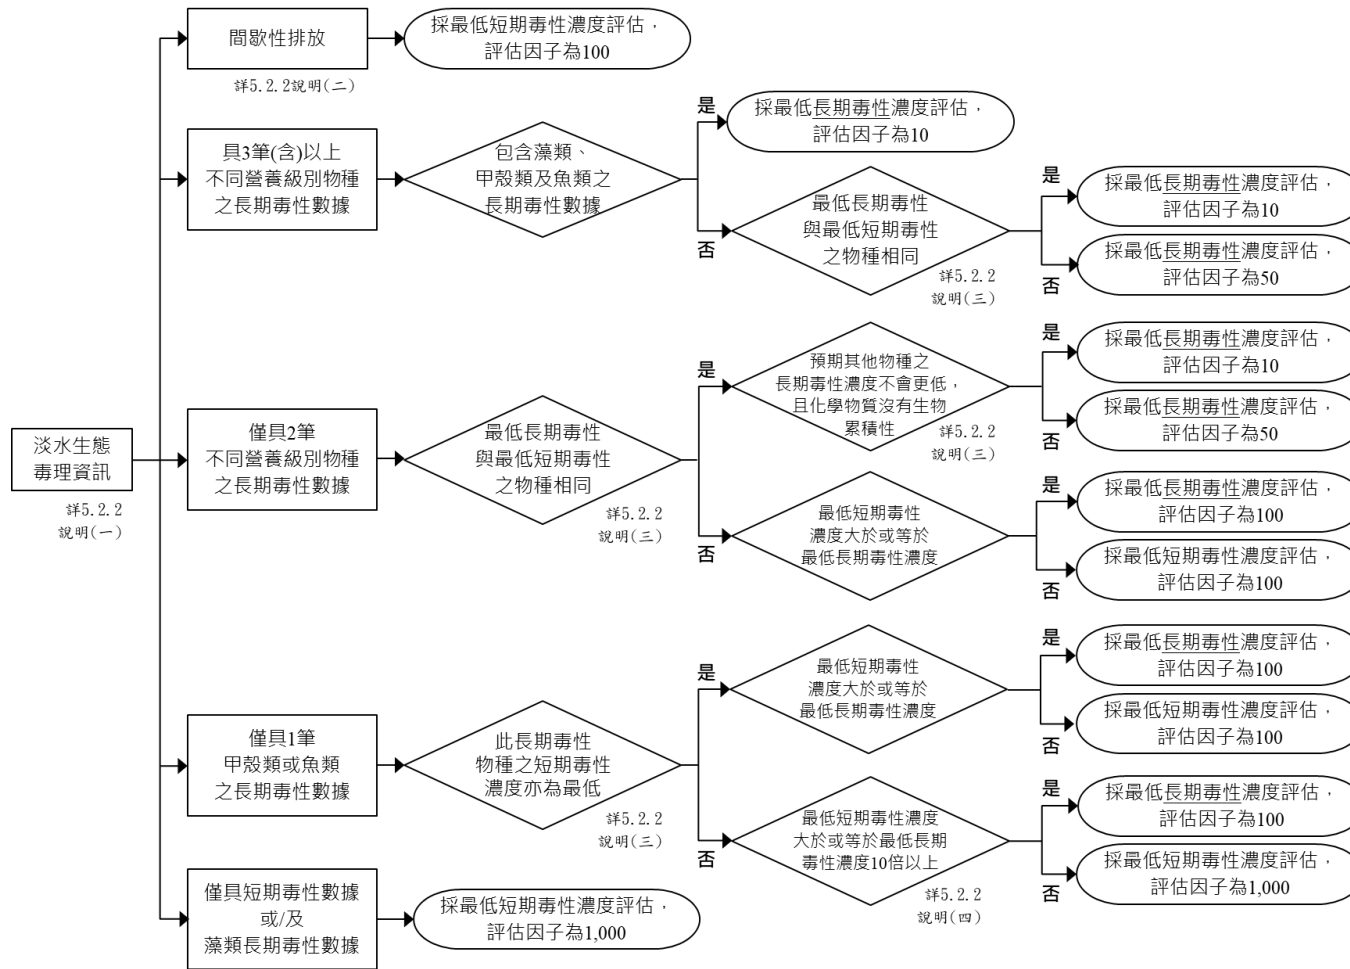 間歇性排放
採最低短期毒性濃度評估，
評估因子為100
詳5.2.2說明(二)
具3筆(含)以上
不同營養級別物種
之長期毒性數據
包含藻類、
甲殼類及魚類之
長期毒性數據
是
採最低長期毒性濃度評估，
評估因子為10
否
最低長期毒性
與最低短期毒性
之物種相同
詳5.2.2
說明(三)
是
採最低長期毒性濃度評估，
評估因子為10
否
採最低長期毒性濃度評估，
評估因子為50
淡水生態
毒理資訊
詳5.2.2
說明(一)
僅具2筆
不同營養級別物種
之長期毒性數據
最低長期毒性
與最低短期毒性
之物種相同
詳5.2.2
說明(三)
是
預期其他物種之
長期毒性濃度不會更低，
且化學物質沒有生物
累積性
詳5.2.2
說明(三)
是
採最低長期毒性濃度評估，
評估因子為10
否
採最低長期毒性濃度評估，
評估因子為50
否
最低短期毒性
濃度大於或等於
最低長期毒性濃度
是
採最低長期毒性濃度評估，
評估因子為100
否
採最低短期毒性濃度評估，
評估因子為100
僅具1筆
甲殼類或魚類
之長期毒性數據
此長期毒性
物種之短期毒性
濃度亦為最低
詳5.2.2
說明(三)
是
最低短期毒性
濃度大於或等於
最低長期毒性濃度
是
採最低長期毒性濃度評估，
評估因子為100
否
採最低短期毒性濃度評估，
評估因子為100
否
最低短期毒性濃度
大於或等於最低長期
毒性濃度10倍以上
詳5.2.2
說明(四)
是
採最低長期毒性濃度評估，
評估因子為100
否
採最低短期毒性濃度評估，
評估因子為1,000
僅具短期毒性數據
或/及
藻類長期毒性數據
採最低短期毒性濃度評估，
評估因子為1,000